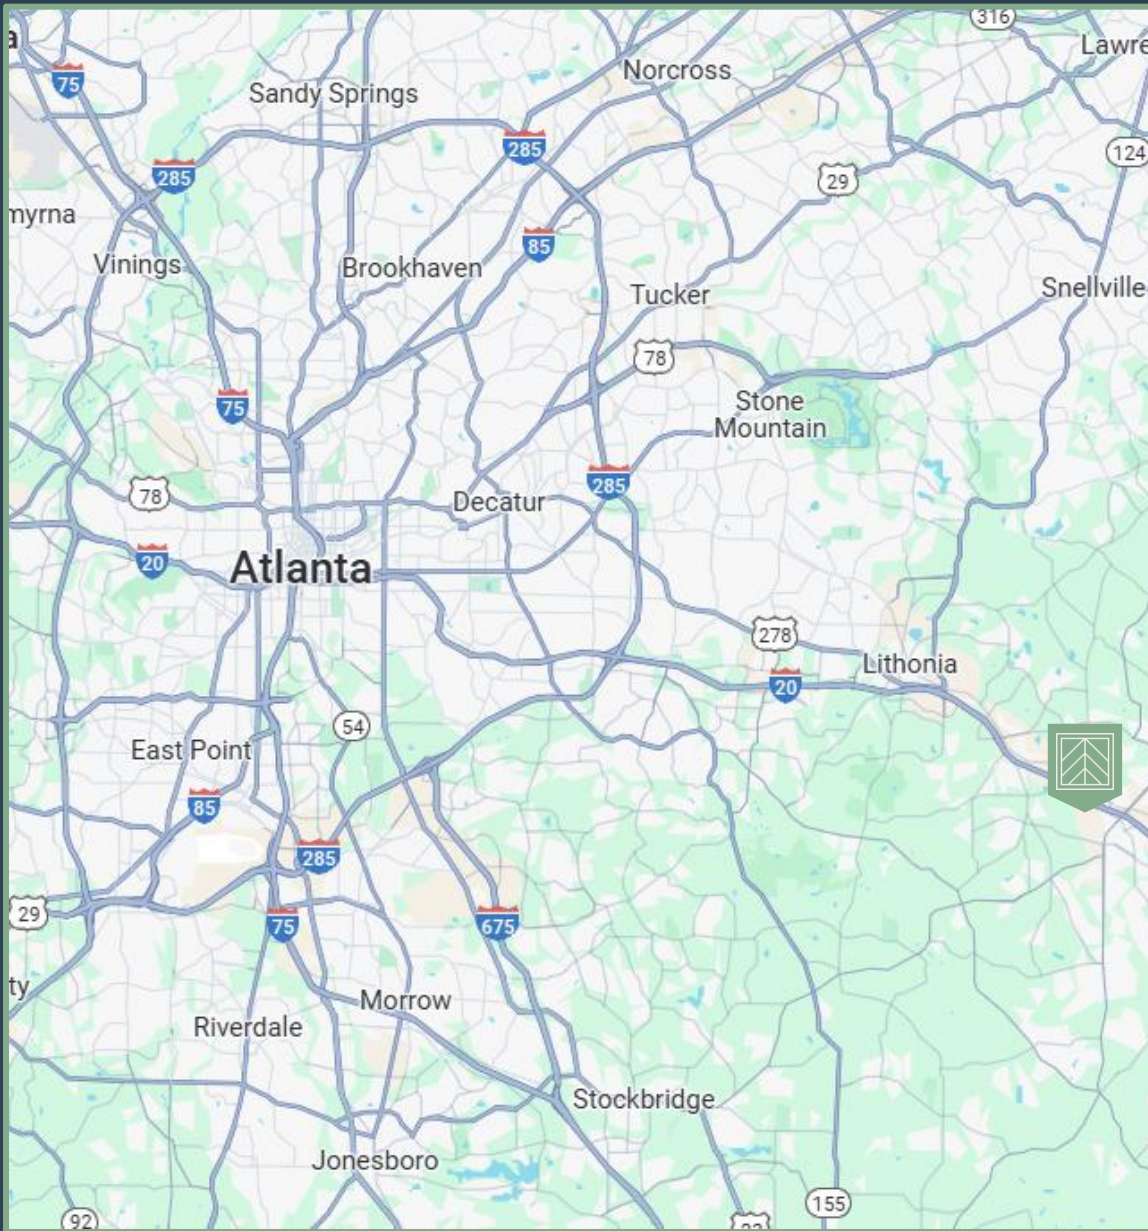 316
Lawre
a
75
Norcross
Sandy Springs
285
285
124
29
myrna
85
Vinings
Brookhaven
Tucker
Snellville
78
75
Stone
Mountain
285
78
Decatur
20
Atlanta
278
Lithonia
20
54
East Point
85
285
29
75
675
ty
Morrow
Riverdale
Stockbridge
Jonesboro
155
92